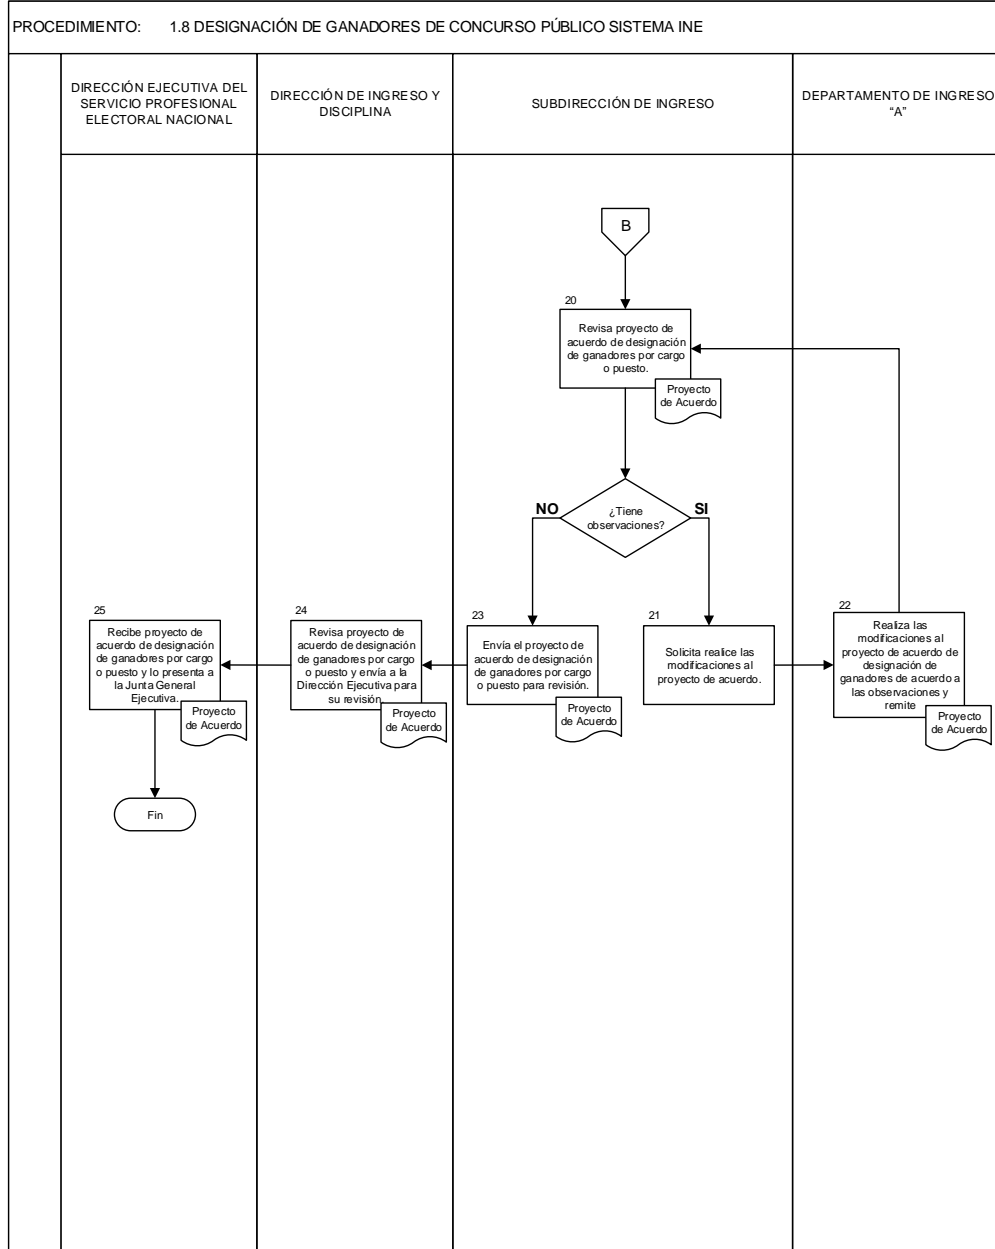 PROCEDIMIENTO: 1.8 DESIGNACIÓN DE GANADORES DE CONCURSO PÚBLICO SISTEMA INE
DIRECCIÓN EJECUTIVA DEL
SERVICIO PROFESIONAL
ELECTORAL NACIONAL
DIRECCIÓN DE INGRESO Y
DISCIPLINA
SUBDIRECCIÓN DE INGRESO
DEPARTAMENTO DE INGRESO
“A”
B
20
Revisa proyecto de
acuerdo de designación
de ganadores por cargo
o puesto.
Proyecto
de Acuerdo
¿Tiene
observaciones?
NO
SI
25
Recibe proyecto de
acuerdo de designación
de ganadores por cargo
o puesto y lo presenta a
la Junta General
Ejecutiva.
Proyecto
de Acuerdo
24
Revisa proyecto de
acuerdo de designación
de ganadores por cargo
o puesto y envía a la
Dirección Ejecutiva para
su revisión.
Proyecto
de Acuerdo
23
Envía el proyecto de
acuerdo de designación
de ganadores por cargo
o puesto para revisión.
Proyecto
de Acuerdo
21
Solicita realice las
modificaciones al
proyecto de acuerdo.
22
Realiza las
modificaciones al
proyecto de acuerdo de
designación de
ganadores de acuerdo a
las observaciones y
remite
Proyecto
de Acuerdo
Fin